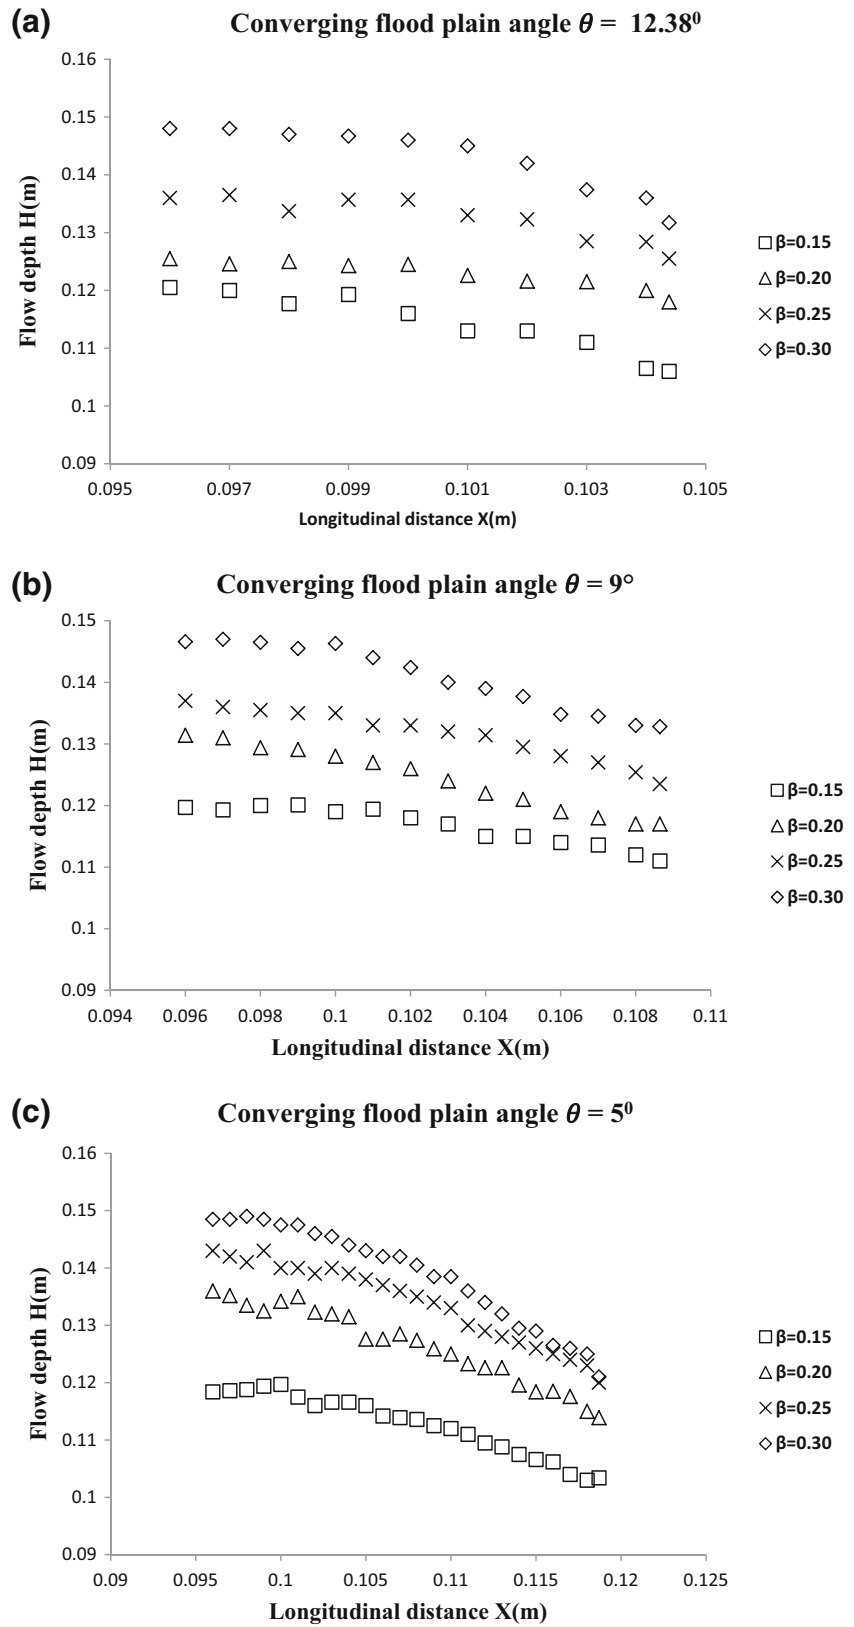 (a)
Converging flood plain angle θ = 12.38⁰
0.16
0.15
0.14
0.13
0.12
0.11
0.1
0.09
Flow depth H(m)
0.095 0.097 0.099 0.101 0.103 0.105
Longitudinal distance X(m)
β=0.15
β=0.20
β=0.25
β=0.30
(b)
Converging flood plain angle θ = 9°
0.15
0.14
0.13
0.12
0.11
0.1
0.09
Flow depth H(m)
0.094 0.096 0.098 0.1 0.102 0.104 0.106 0.108 0.11
Longitudinal distance X(m)
β=0.15
β=0.20
β=0.25
β=0.30
(c)
Converging flood plain angle θ = 5⁰
0.16
0.15
0.14
0.13
0.12
0.11
0.1
0.09
Flow depth H(m)
0.09 0.095 0.1 0.105 0.11 0.115 0.12 0.125
Longitudinal distance X(m)
β=0.15
β=0.20
β=0.25
β=0.30